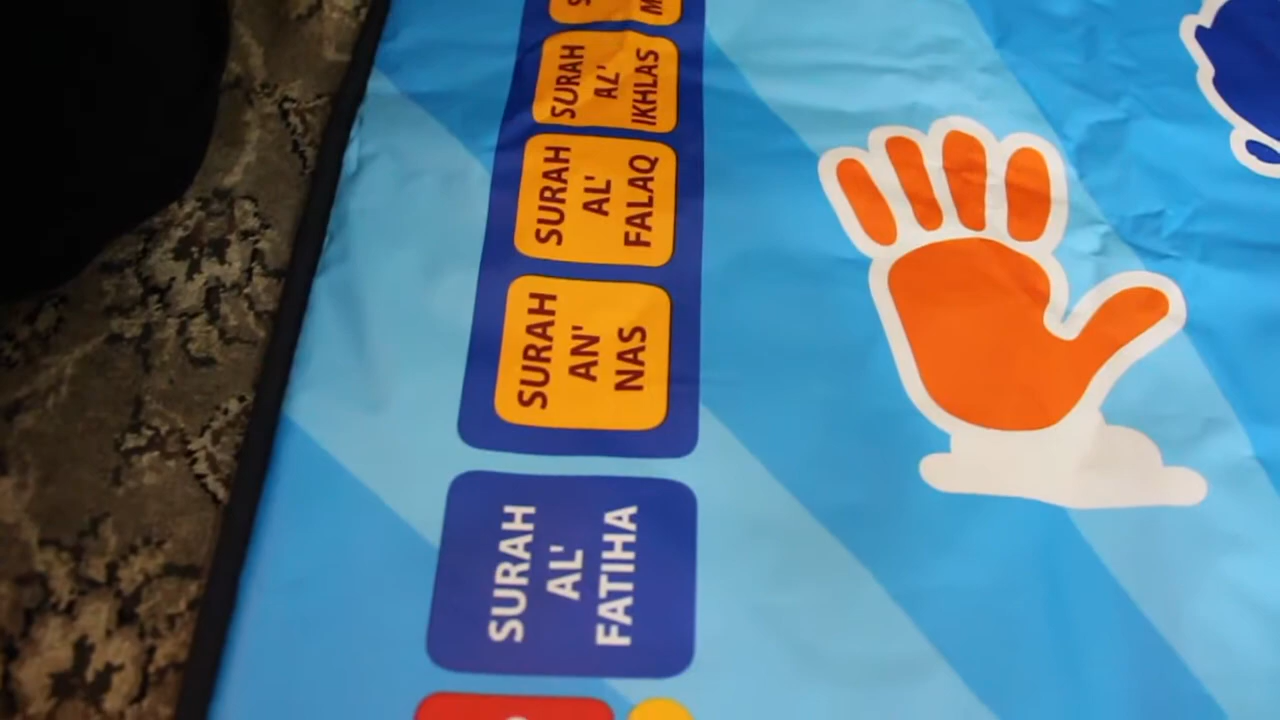 SURAH
AL'
IKHLAS
SURAH
AL'
FALAQ
SURAH
AN'
NAS
SURAH
AL'
FATIHA